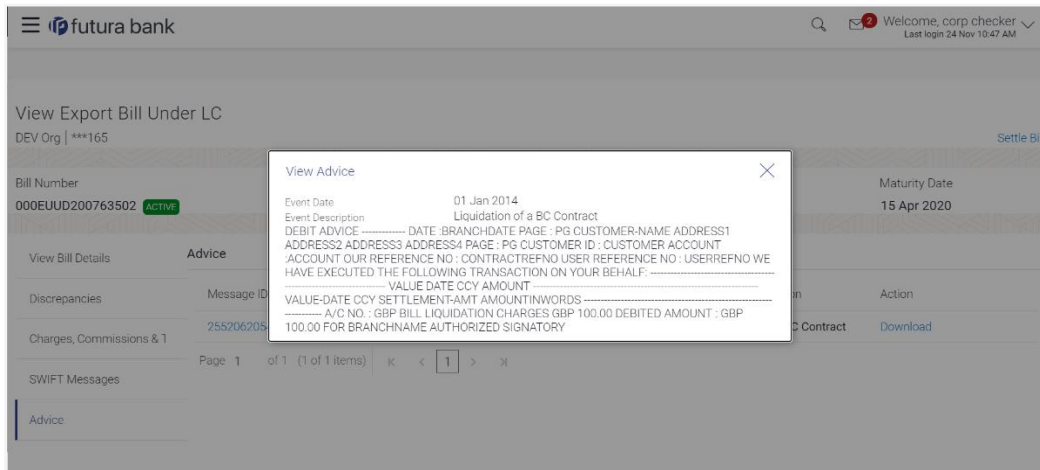 futura bank
2
Welcome, corp checker
Last login 24 Nov 10:47 AM
View Export Bill Under LC
DEV Org | ***165
Settle Bi
Bill Number
000EUUD200763502 ACTIVE
Maturity Date
15 Apr 2020
View Bill Details
Discrepancies
Charges, Commissions & T
SWIFT Messages
Advice
Advice
Message ID
in
Action
255206205
C Contract
Download
Page 1 of 1 (1 of 1 items) K < 1 > X
View Advice
Event Date 01 Jan 2014
Event Description Liquidation of a BC Contract
DEBIT ADVICE ------------ DATE :BRANCHDATE PAGE : PG CUSTOMER-NAME ADDRESS1
ADDRESS2 ADDRESS3 ADDRESS4 PAGE : PG CUSTOMER ID : CUSTOMER ACCOUNT
:ACCOUNT OUR REFERENCE NO : CONTRACTREFNO USER REFERENCE NO : USERREFNO WE
HAVE EXECUTED THE FOLLOWING TRANSACTION ON YOUR BEHALF: -----------------------------------
------------------------------ VALUE DATE CCY AMOUNT ----------------------------------------------------------------
VALUE-DATE CCY SETTLEMENT-AMT AMOUNTINWORDS -----------------------------------------------------
---------- A/C NO. : GBP BILL LIQUIDATION CHARGES GBP 100.00 DEBITED AMOUNT : GBP
100.00 FOR BRANCHNAME AUTHORIZED SIGNATORY